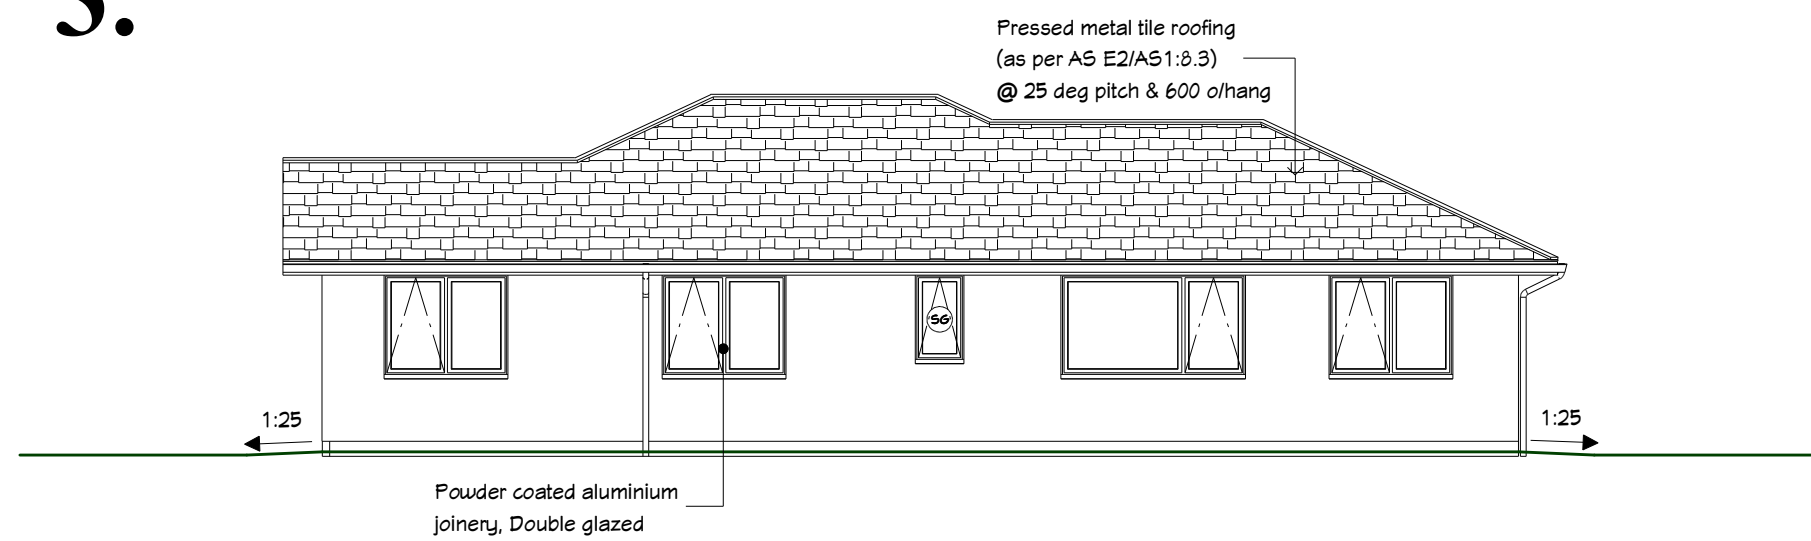 3.
Pressed metal tile roofing
(as per AS E2/AS1:8.3)
@ 25 deg pitch & 600 o/hang
SG
1:25
1:25
Powder coated aluminium
joinery, Double glazed